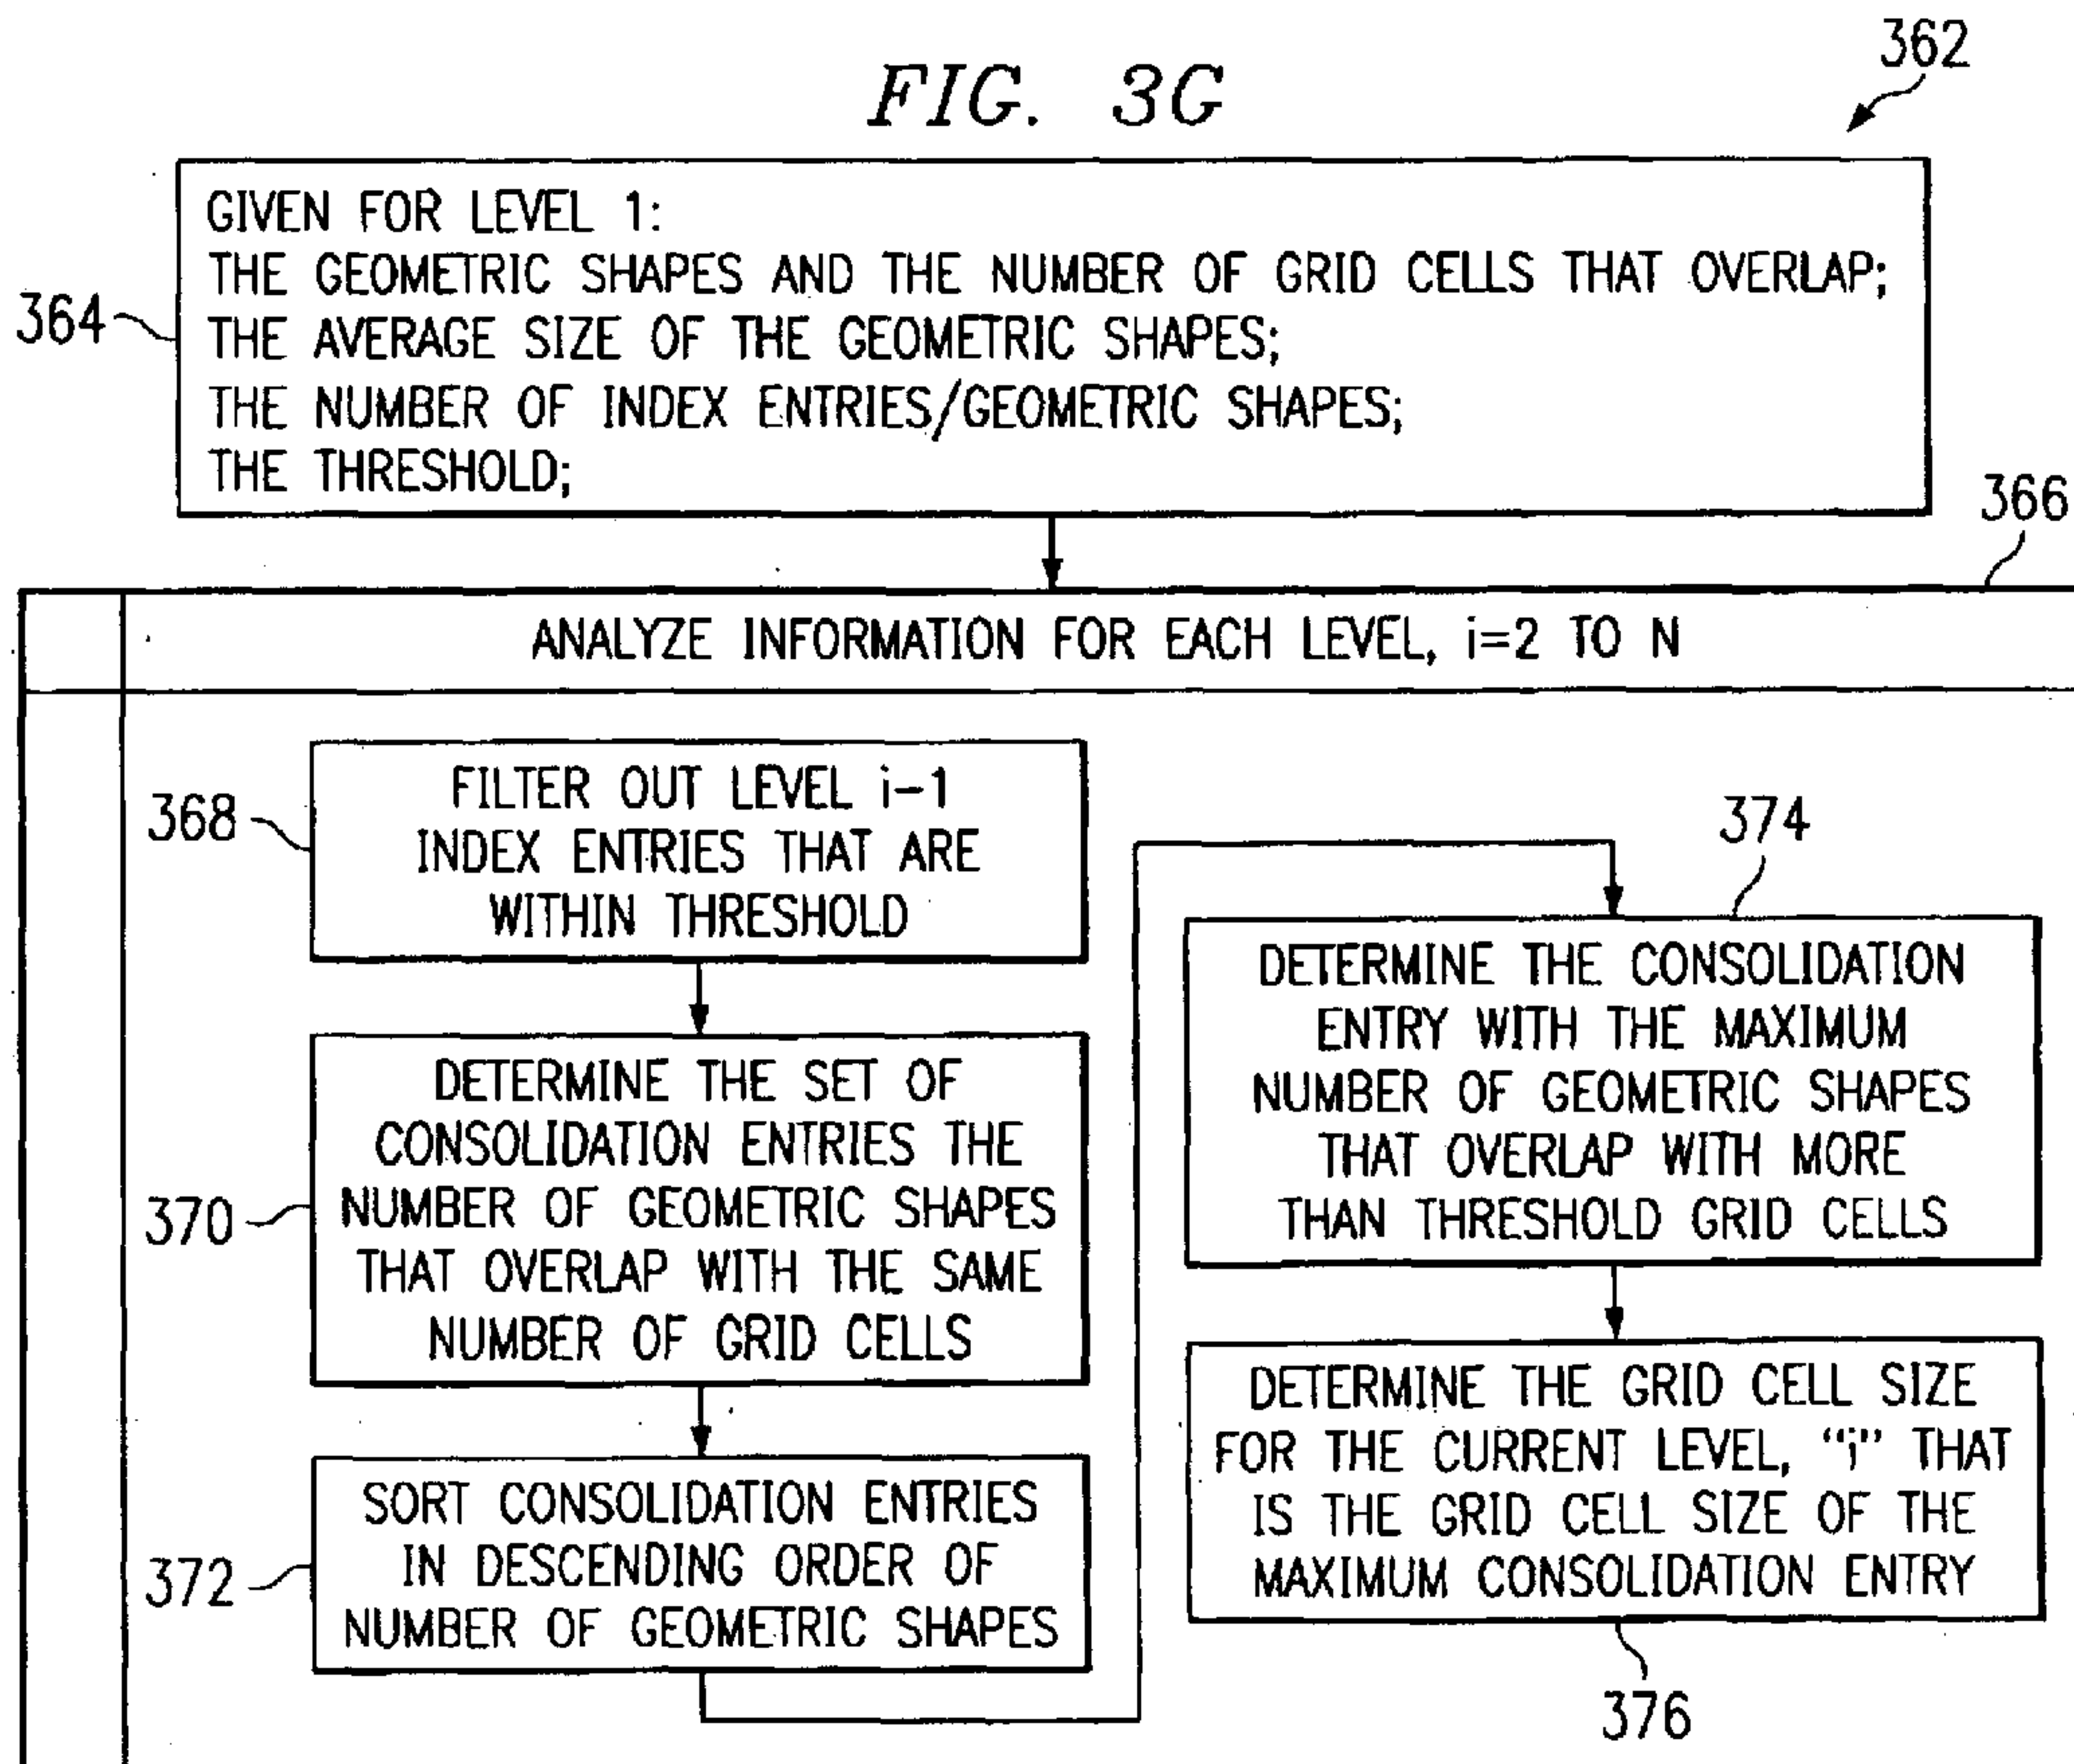 FIG. 3G
362
364
GIVEN FOR LEVEL 1:
THE GEOMETRIC SHAPES AND THE NUMBER OF GRID CELLS THAT OVERLAP;
THE AVERAGE SIZE OF THE GEOMETRIC SHAPES;
THE NUMBER OF INDEX ENTRIES/GEOMETRIC SHAPES;
THE THRESHOLD;
366
ANALYZE INFORMATION FOR EACH LEVEL, i=2 TO N
368
FILTER OUT LEVEL i-1
INDEX ENTRIES THAT ARE
WITHIN THRESHOLD
370
DETERMINE THE SET OF
CONSOLIDATION ENTRIES THE
NUMBER OF GEOMETRIC SHAPES
THAT OVERLAP WITH THE SAME
NUMBER OF GRID CELLS
372
SORT CONSOLIDATION ENTRIES
IN DESCENDING ORDER OF
NUMBER OF GEOMETRIC SHAPES
374
DETERMINE THE CONSOLIDATION
ENTRY WITH THE MAXIMUM
NUMBER OF GEOMETRIC SHAPES
THAT OVERLAP WITH MORE
THAN THRESHOLD GRID CELLS
DETERMINE THE GRID CELL SIZE
FOR THE CURRENT LEVEL, "i" THAT
IS THE GRID CELL SIZE OF THE
MAXIMUM CONSOLIDATION ENTRY
376